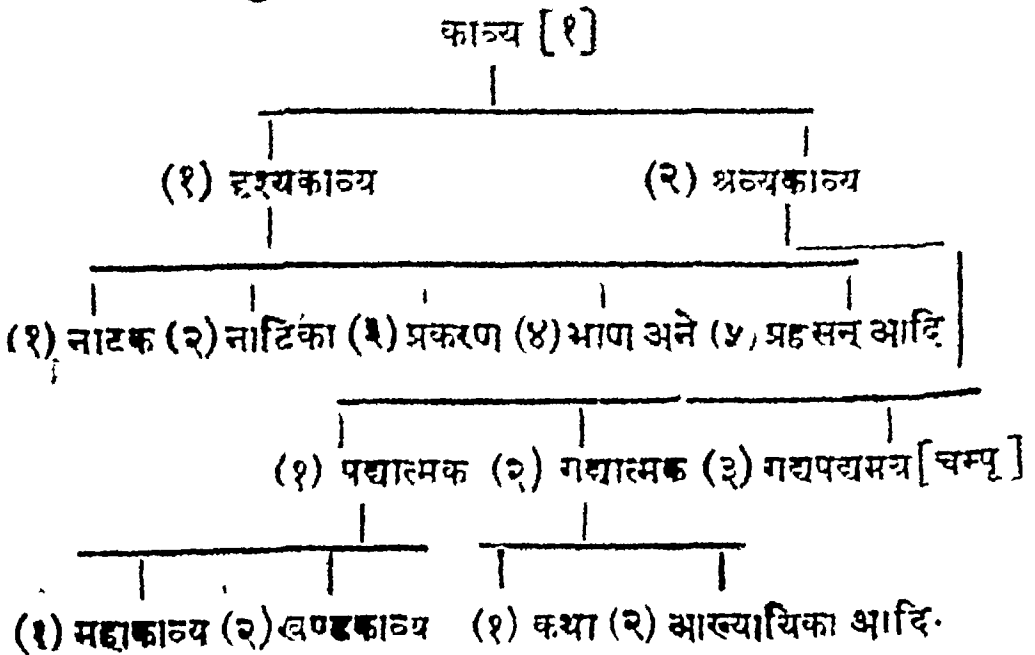 काव्य [१]
(१) दृश्यकाव्य (२) श्रव्यकाव्य
(१) नाटक (२) नाटिका (३) प्रकरण (४) भाण अने (५) प्रहसन् आदि
(१) पद्यात्मक (२) गद्यात्मक (३) गद्यपद्यमय [चम्पू]
(१) महाकाव्य (२) खण्डकाव्य (१) कथा (२) आख्यायिका आदि.